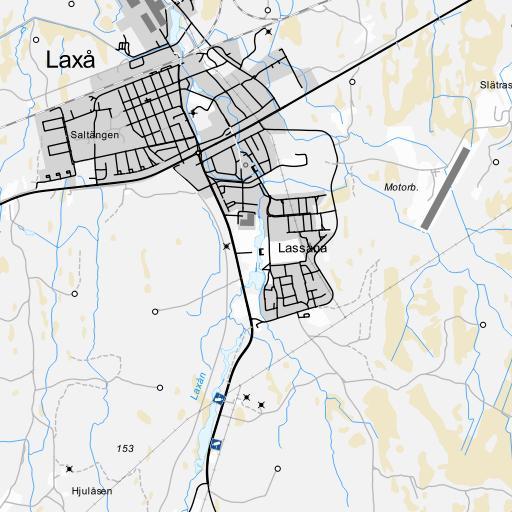 Laxå
Slätras
Saltängen
Motorb.
Lassåna
Laxån
153
Hjulåsen